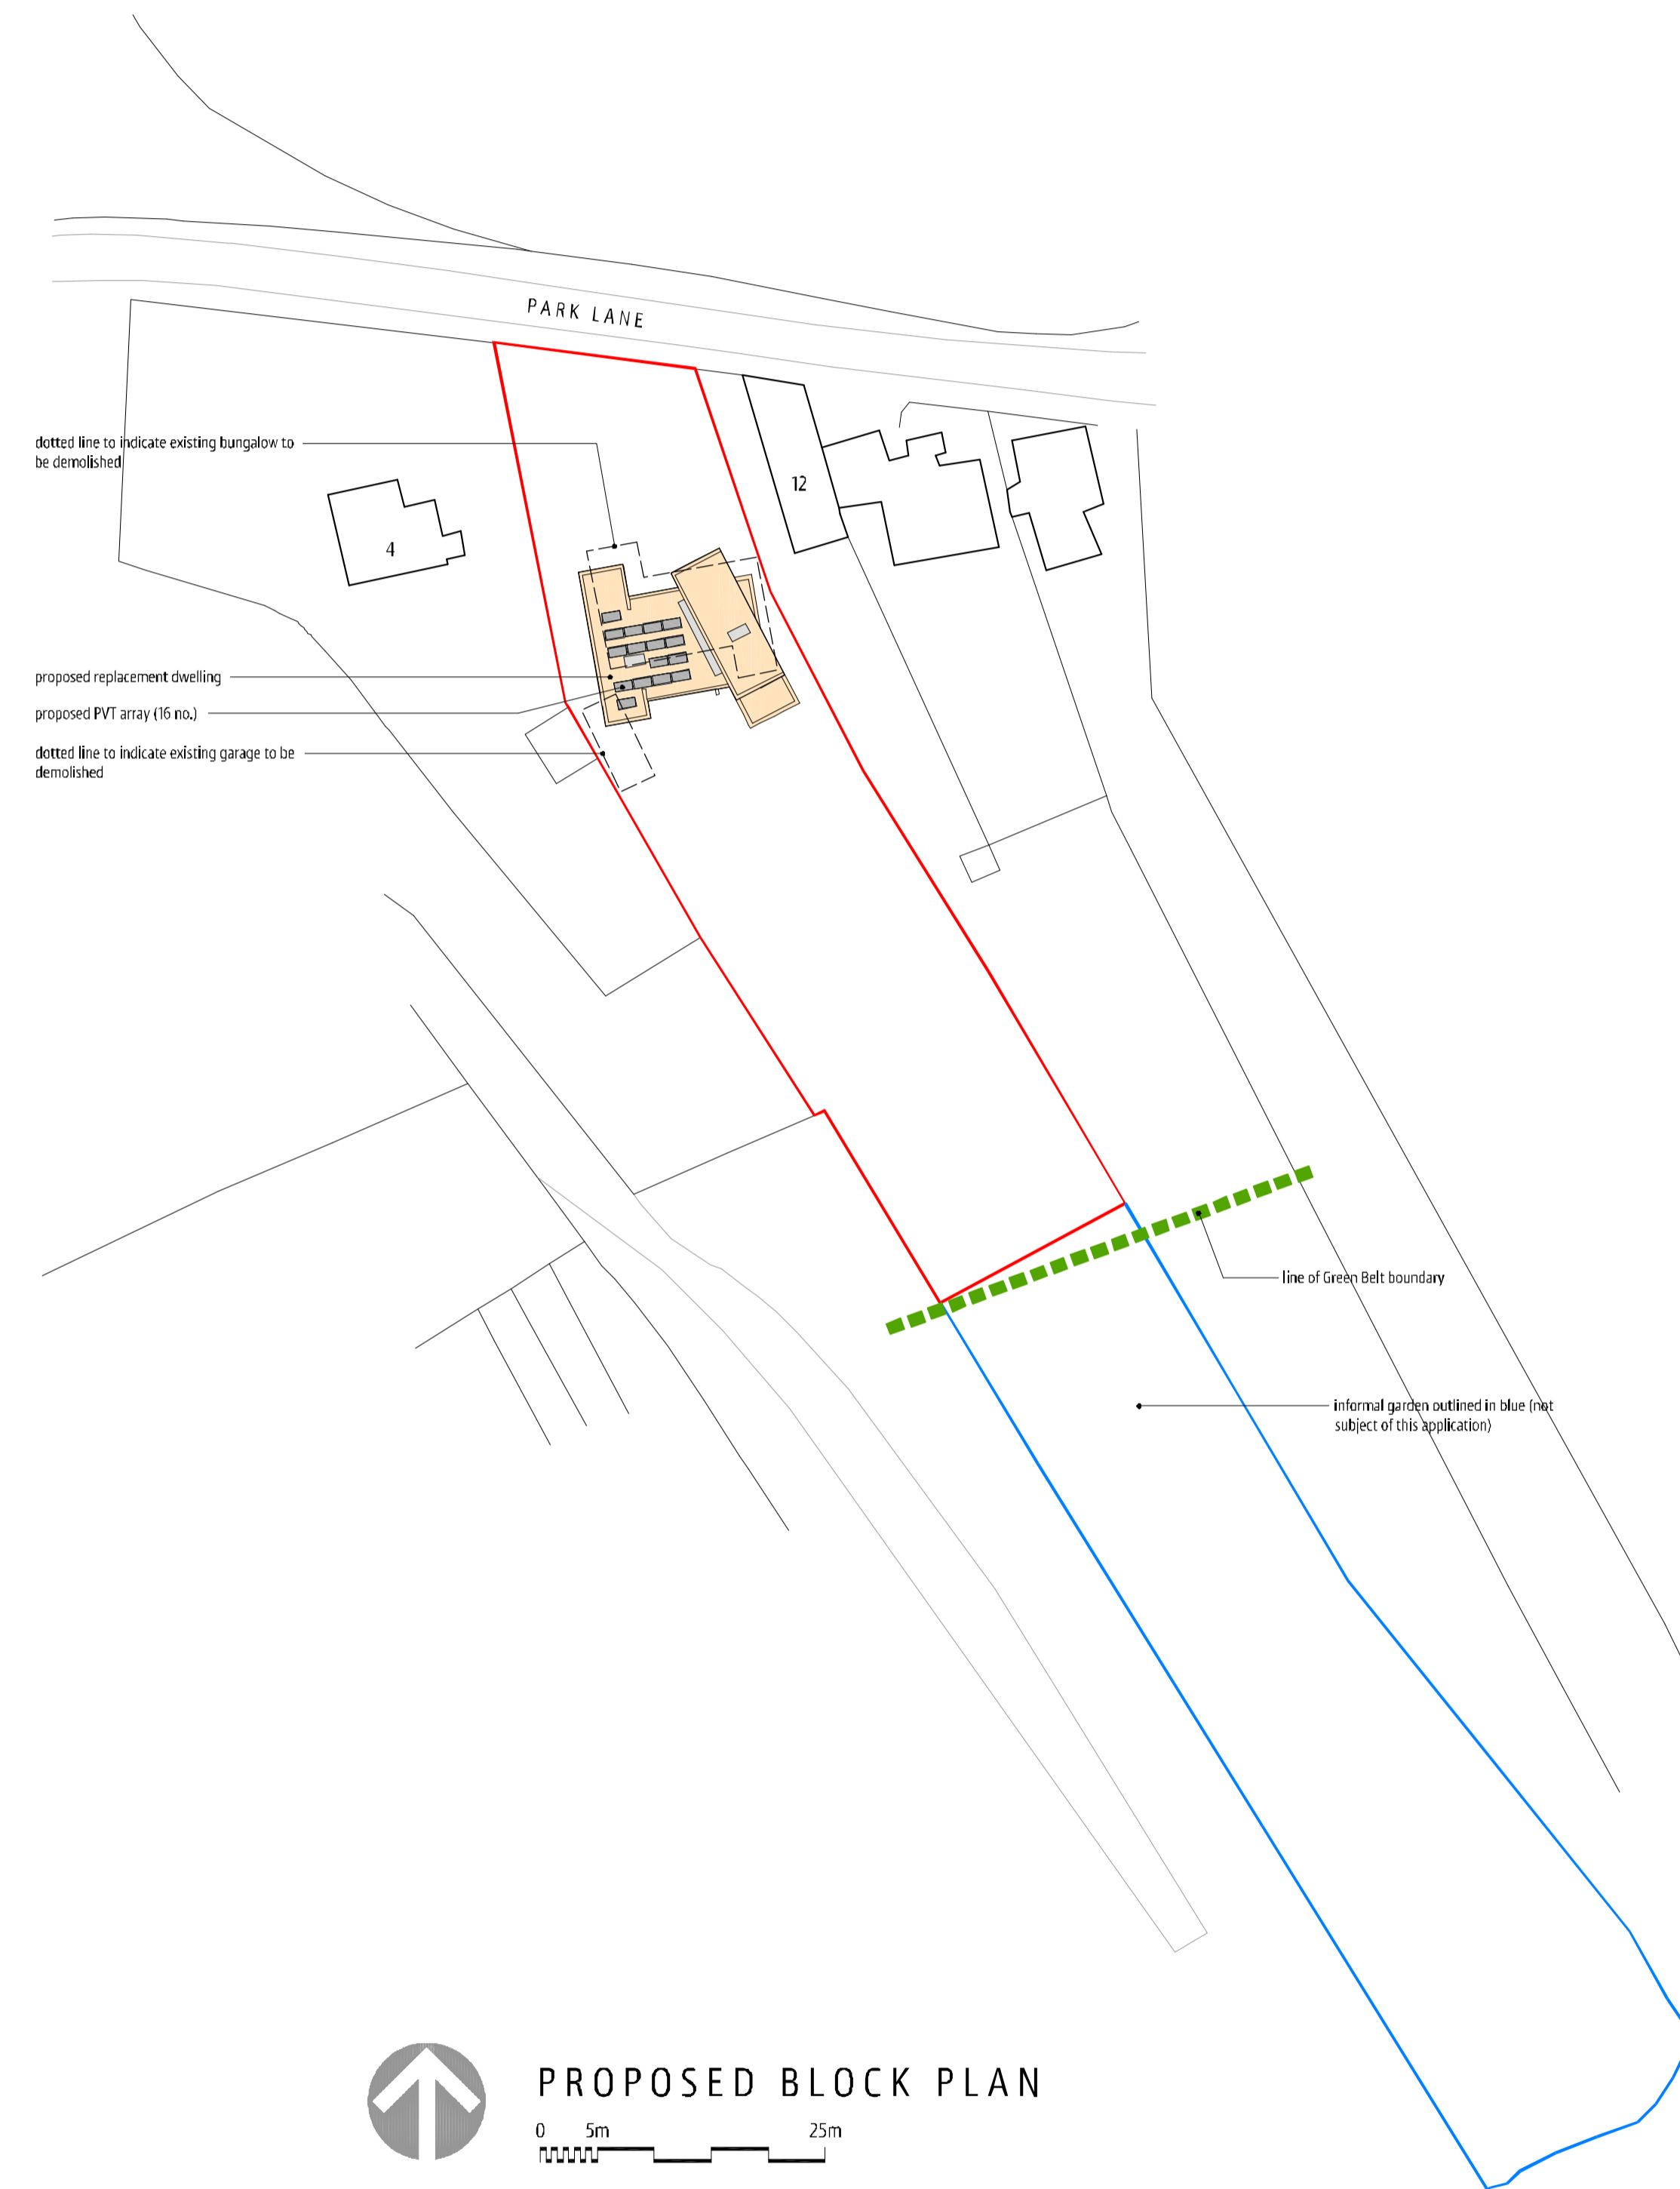 PARK LANE
dotted line to indicate existing bungalow to
be demolished
12
4
proposed replacement dwelling
proposed PVT array (16 no.)
dotted line to indicate existing garage to be
demolished
line of Green Belt boundary
informal garden outlined in blue (not
subject of this application)
PROPOSED BLOCK PLAN
0 5m 25m